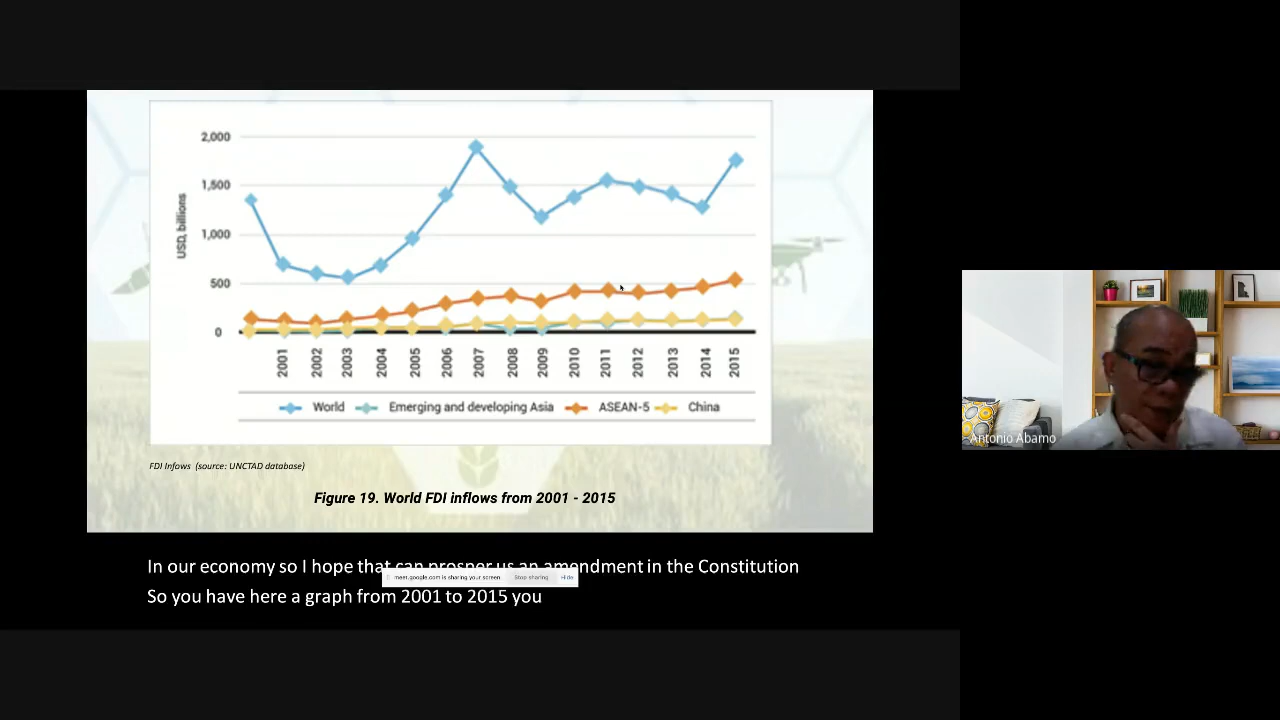 2,000
1,500
1,000
500
0
USD, billions
2001 2002 2003 2004 2005 2006 2007 2008 2009 2010 2011 2012 2013 2014 2015
World Emerging and developing Asia ASEAN-5 China
FDI Infows (source: UNCTAD database)
Figure 19. World FDI inflows from 2001 - 2015
In our economy so I hope that can prosper us an amendment in the Constitution
meet.google.com is sharing your screen Stop sharing Hide
So you have here a graph from 2001 to 2015 you
Antonio Abamo